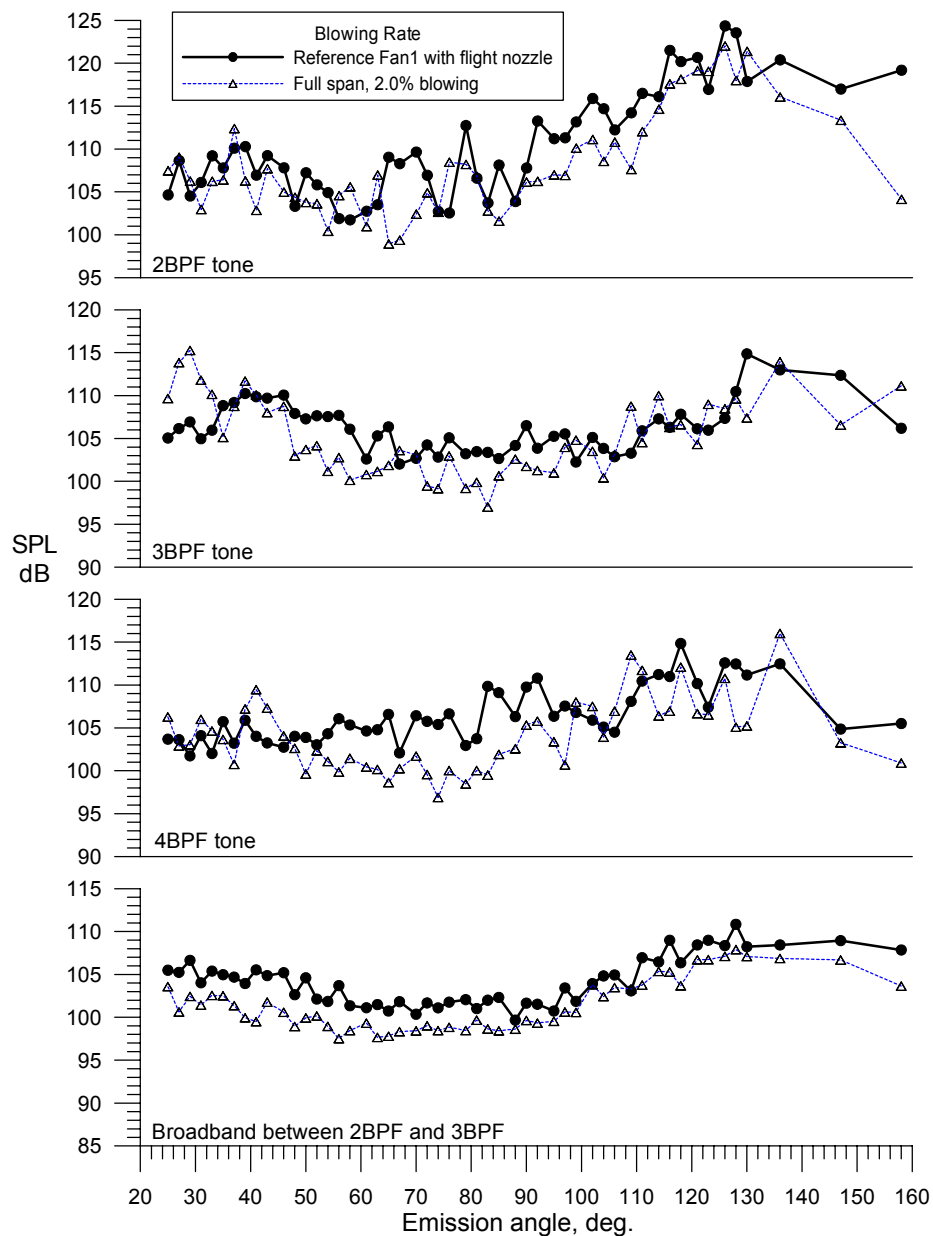 Blowing Rate
Reference Fan1 with flight nozzle
Full span, 2.0% blowing
125
120
115
110
105
100
95
2BPF tone
120
115
110
105
100
95
90
3BPF tone
SPL
dB
120
115
110
105
100
95
90
4BPF tone
115
110
105
100
95
90
85
Broadband between 2BPF and 3BPF
20 30 40 50 60 70 80 90 100 110 120 130 140 150 160
Emission angle, deg.